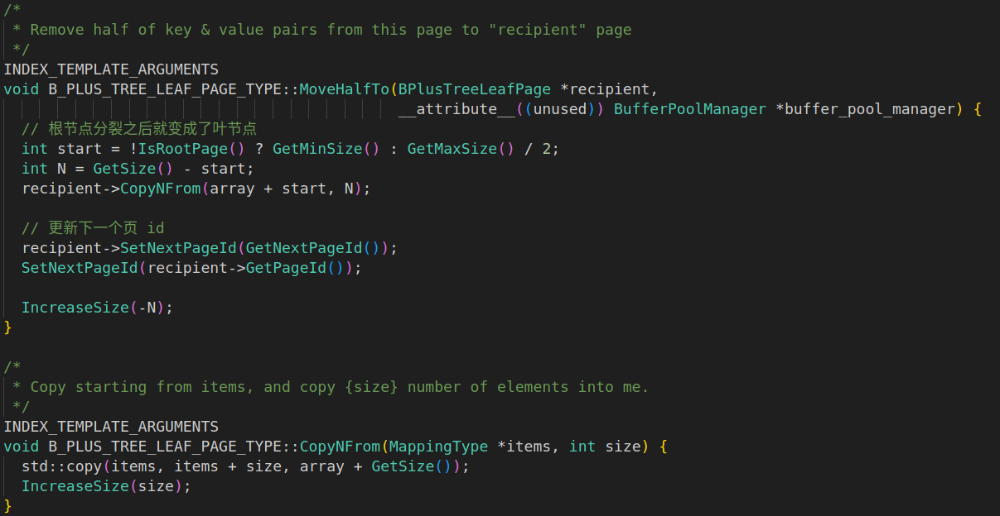 /*
 * Remove half of key & value pairs from this page to "recipient" page
 */
INDEX_TEMPLATE_ARGUMENTS
void B_PLUS_TREE_LEAF_PAGE_TYPE::MoveHalfTo(BPlusTreeLeafPage *recipient,
                                            __attribute__((unused)) BufferPoolManager *buffer_pool_manager) {
  // 根节点分裂之后就变成了叶节点
  int start = !IsRootPage() ? GetMinSize() : GetMaxSize() / 2;
  int N = GetSize() - start;
  recipient->CopyNFrom(array + start, N);

  // 更新下一个页 id
  recipient->SetNextPageId(GetNextPageId());
  SetNextPageId(recipient->GetPageId());

  IncreaseSize(-N);
}

/*
 * Copy starting from items, and copy {size} number of elements into me.
 */
INDEX_TEMPLATE_ARGUMENTS
void B_PLUS_TREE_LEAF_PAGE_TYPE::CopyNFrom(MappingType *items, int size) {
  std::copy(items, items + size, array + GetSize());
  IncreaseSize(size);
}